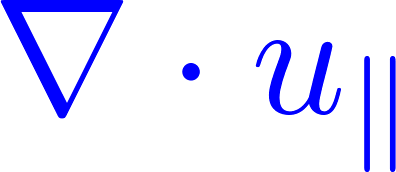 ∇ · u∥